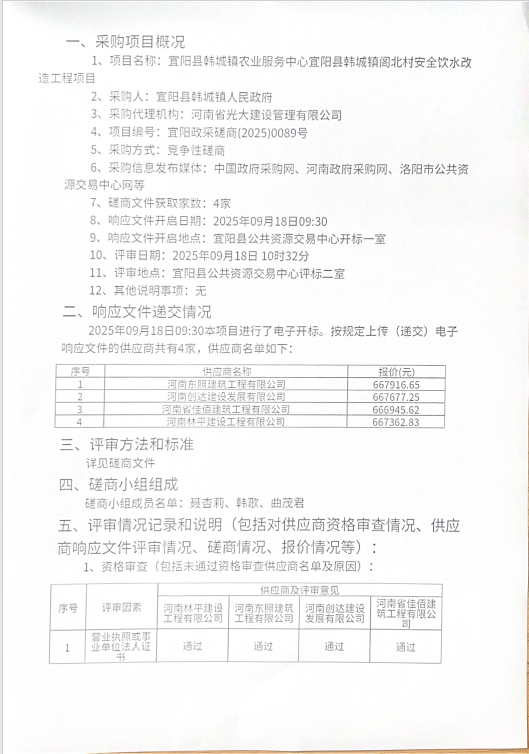 一、采购项目概况
1、项目名称：宜阳县韩城镇农业服务中心宜阳县韩城镇阎北村安全饮水改
造工程项目
2、采购人：宜阳县韩城镇人民政府
3、采购代理机构：河南省光大建设管理有限公司
4、项目编号：宜阳政采磋商(2025)0089号
5、采购方式：竞争性磋商
6、采购信息发布媒体：中国政府采购网、河南政府采购网、洛阳市公共资
源交易中心网等
7、磋商文件获取家数：4家
8、响应文件开启日期：2025年09月18日09:30
9、响应文件开启地点：宜阳县公共资源交易中心开标一室
10、评审日期：2025年09月18日 10时32分
11、评审地点：宜阳县公共资源交易中心评标二室
12、其他说明事项：无
二、响应文件递交情况
2025年09月18日09:30本项目进行了电子开标。按规定上传（递交）电子
响应文件的供应商共有4家，供应商名单如下：
序号 供应商名称 报价(元)
1 河南东照建筑工程有限公司 667916.65
2 河南创达建设发展有限公司 667677.25
3 河南省佳佰建筑工程有限公司 666945.62
4 河南林平建设工程有限公司 667362.83
三、评审方法和标准
详见磋商文件
四、磋商小组组成
磋商小组成员名单：聂杏莉、韩歌、曲茂君
五、评审情况记录和说明（包括对供应商资格审查情况、供应
商响应文件评审情况、磋商情况、报价情况等）：
1、资格审查（包括未通过资格审查供应商名单及原因）：
序号 评审因素 供应商及评审意见
河南林平建设 河南东照建筑 河南创达建设 河南省佳佰建
工程有限公司 工程有限公司 发展有限公司 筑工程有限公
司
营业执照或事
1 业单位法人证 通过 通过 通过 通过
书